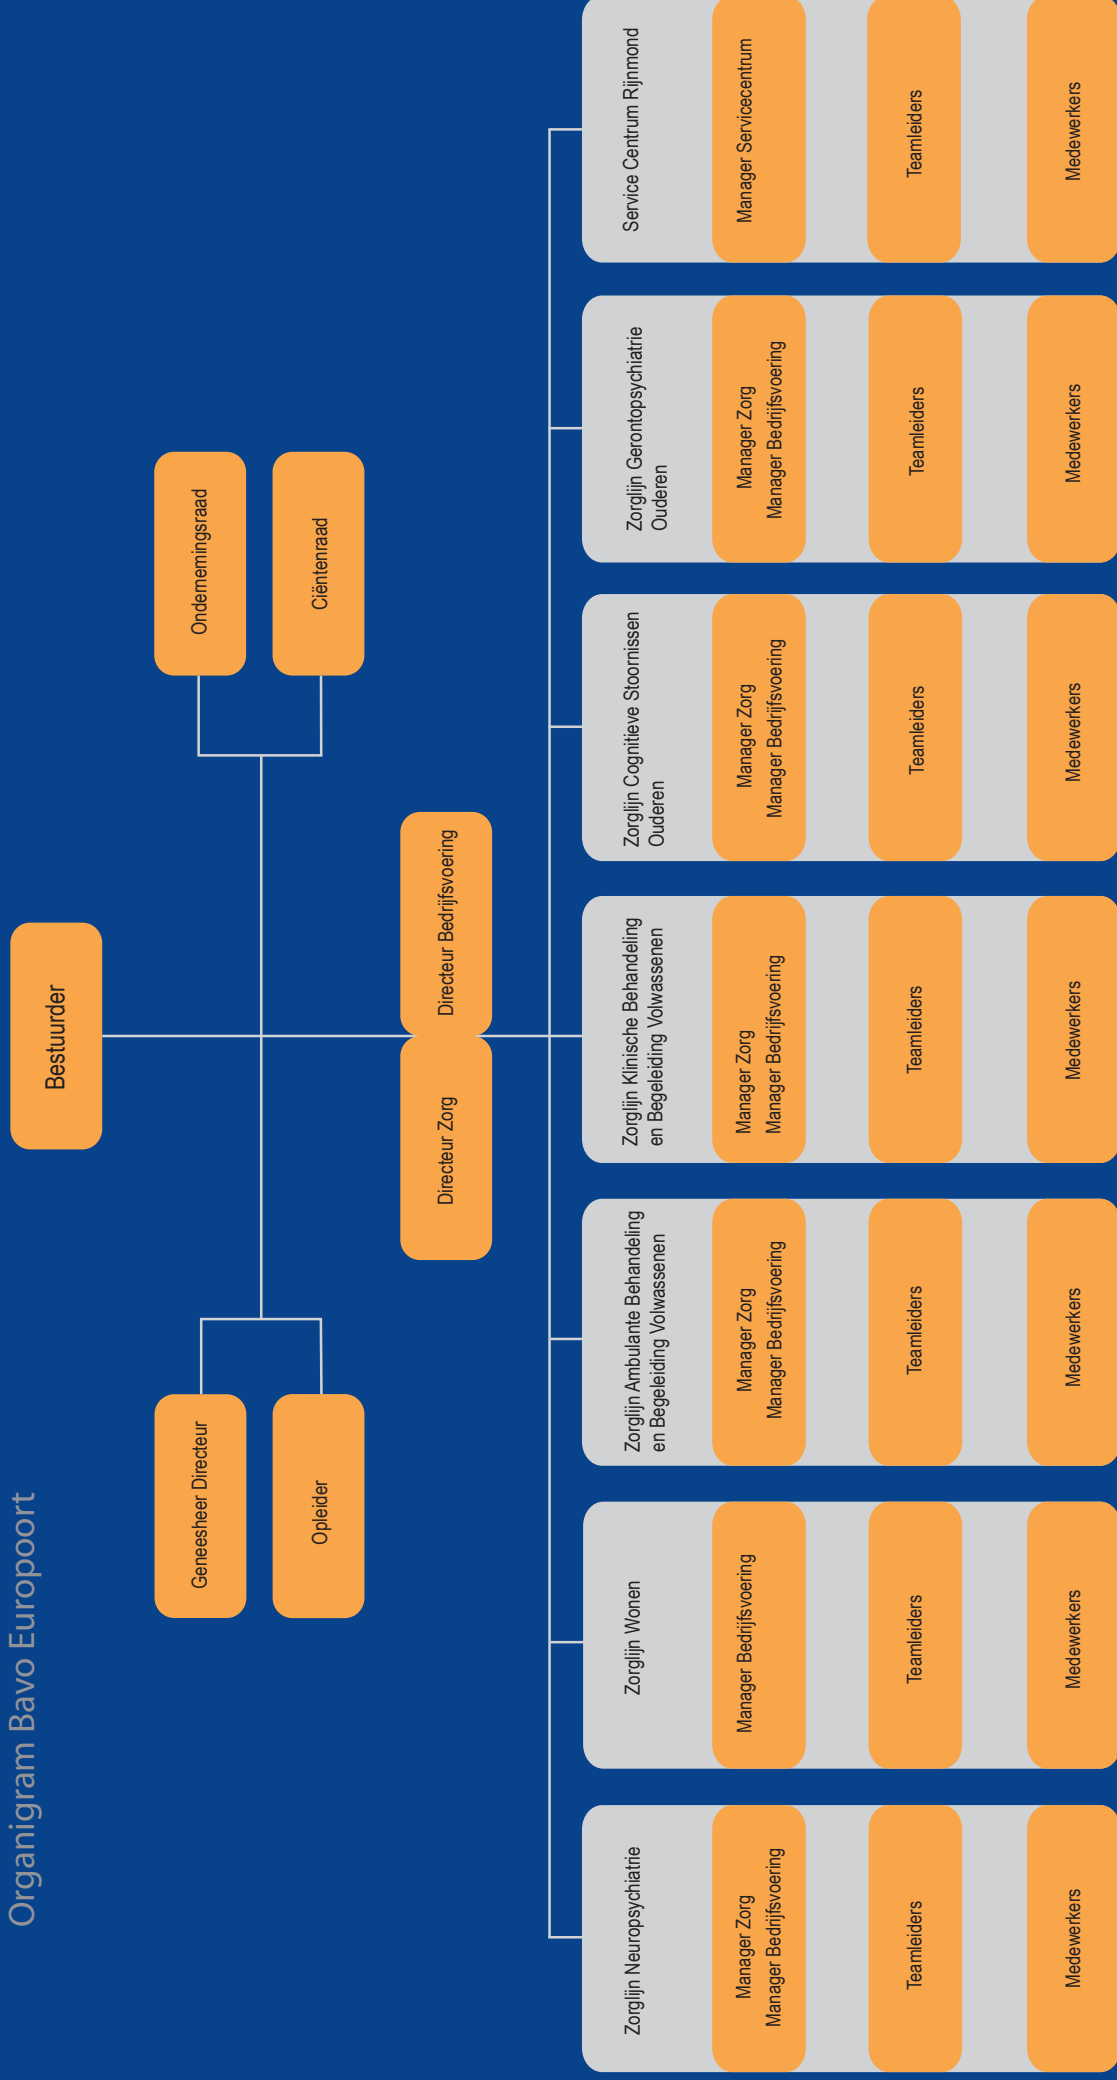 Organigram Bavo Europoort
Bestuurder
Geneesheer Directeur
Opleider
Ondernemingsraad
Ciëntenraad
Directeur Zorg
Directeur Bedrijfsvoering
Zorglijn Neuropsychiatrie
Manager Zorg
Manager Bedrijfsvoering
Teamleiders
Medewerkers
Zorglijn Wonen
Manager Bedrijfsvoering
Teamleiders
Medewerkers
Zorglijn Ambulante Behandeling
en Begeleiding Volwassenen
Manager Zorg
Manager Bedrijfsvoering
Teamleiders
Medewerkers
Zorglijn Klinische Behandeling
en Begeleiding Volwassenen
Manager Zorg
Manager Bedrijfsvoering
Teamleiders
Medewerkers
Zorglijn Cognitieve Stoornissen
Ouderen
Manager Zorg
Manager Bedrijfsvoering
Teamleiders
Medewerkers
Zorglijn Gerontopsychiatrie
Ouderen
Manager Zorg
Manager Bedrijfsvoering
Teamleiders
Medewerkers
Service Centrum Rijnmond
Manager Servicecentrum
Teamleiders
Medewerkers